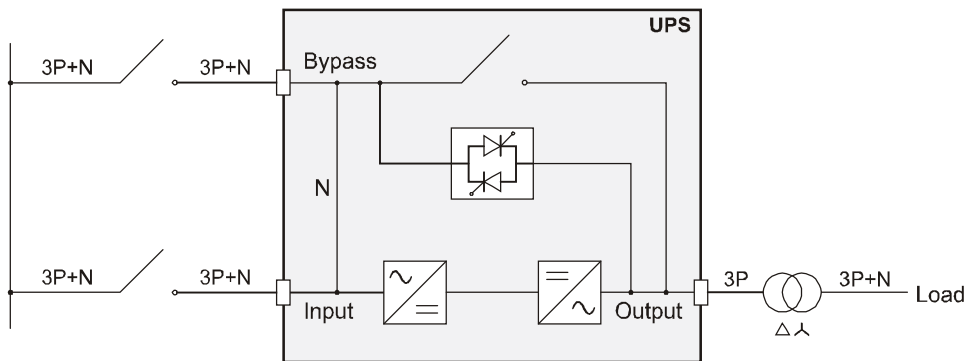 UPS
3P+N
3P+N
Bypass
N
3P+N
3P+N
Input
Output
3P
3P+N
Load